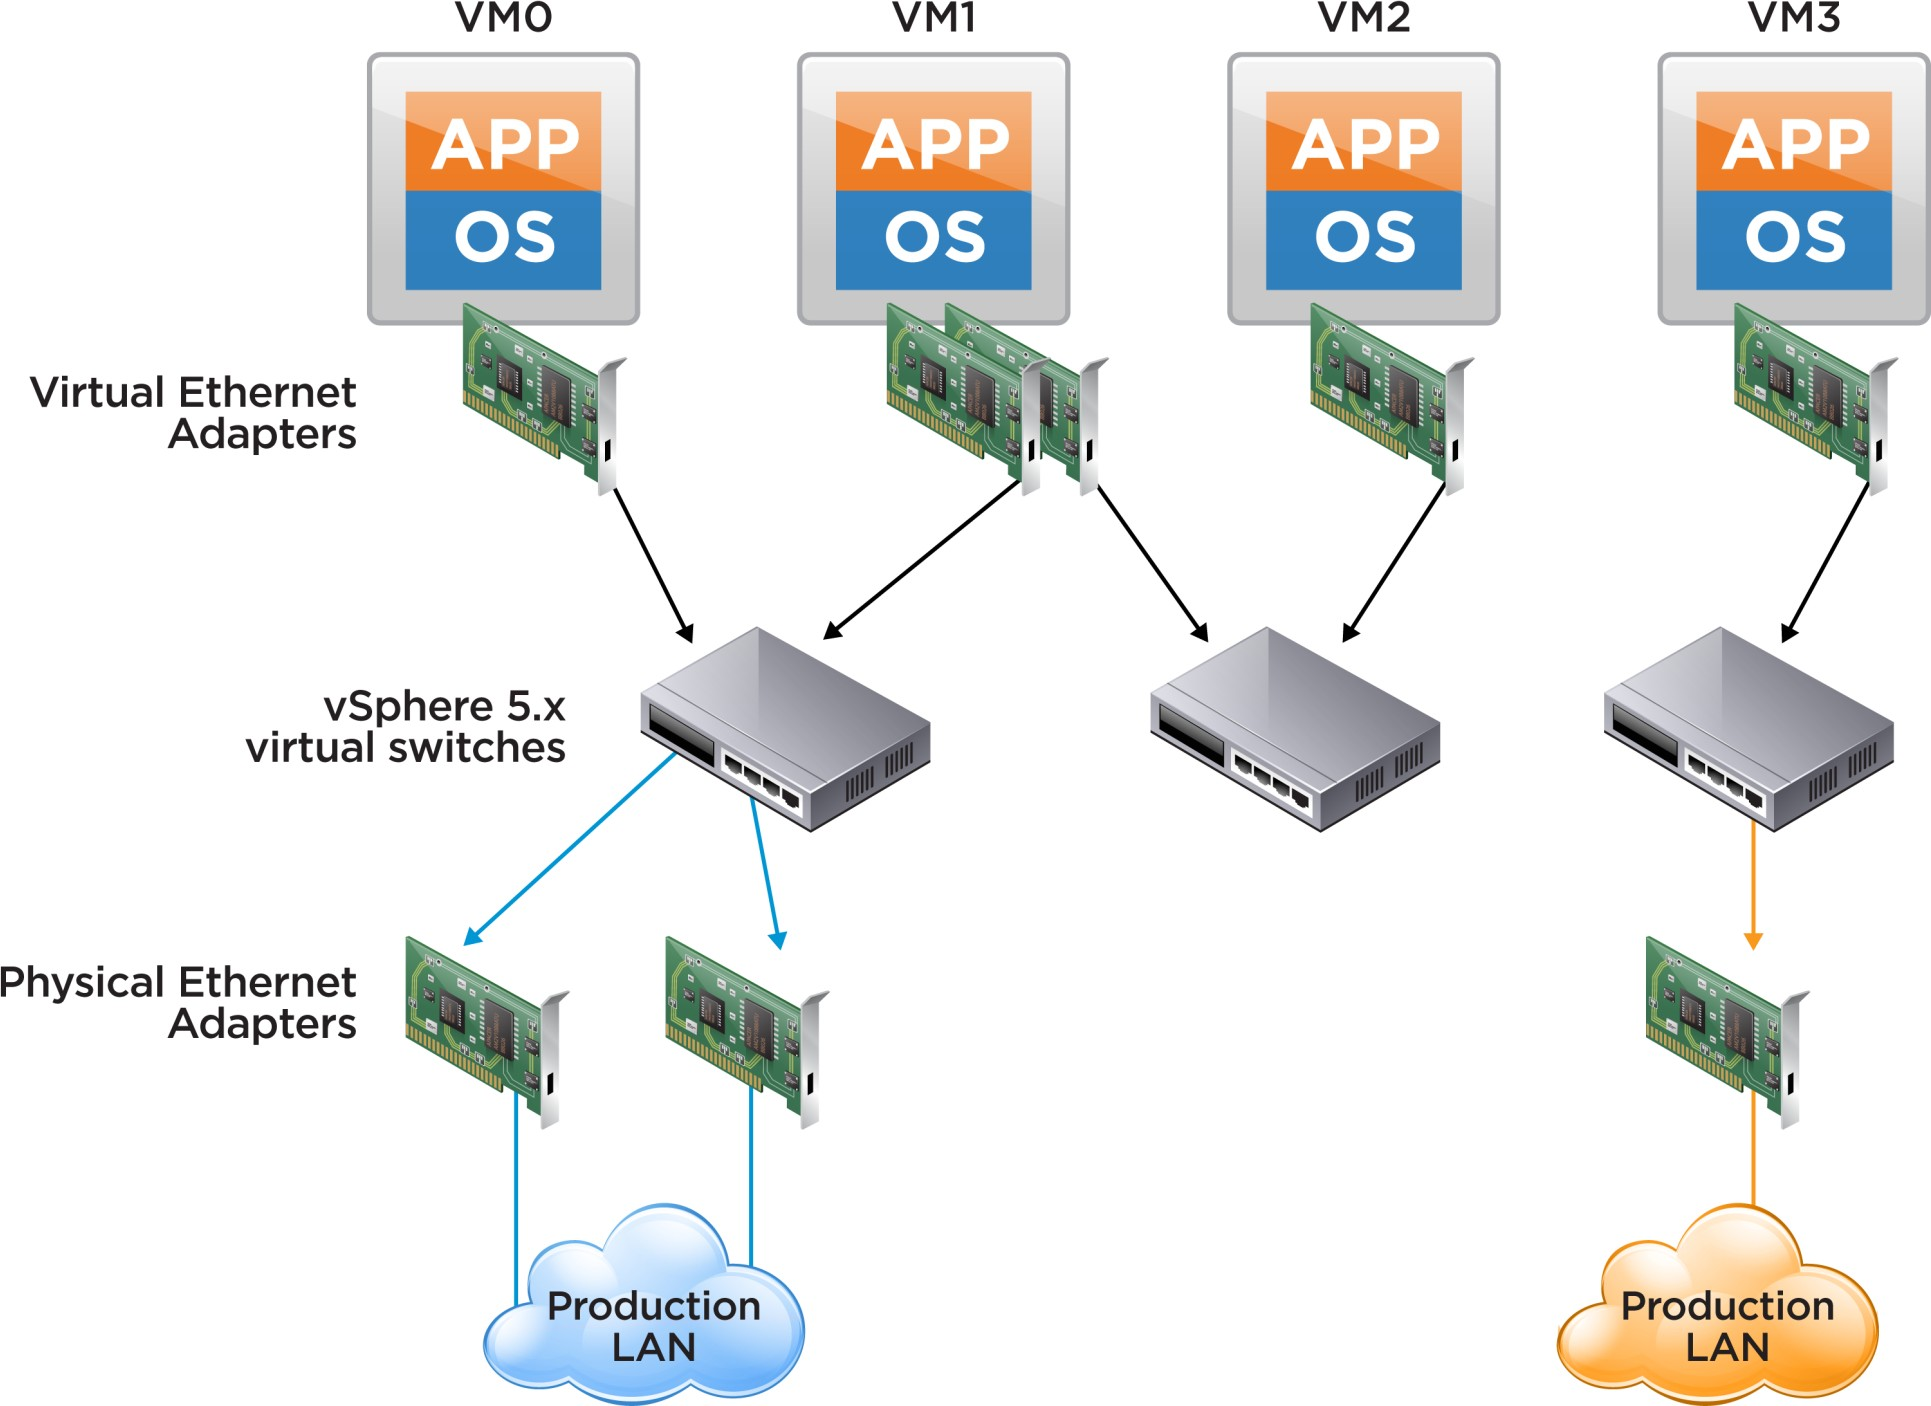 VM0
VM1
VM2
VM3
APP
OS
APP
OS
APP
OS
APP
OS
Virtual Ethernet
Adapters
vSphere 5.x
virtual switches
Physical Ethernet
Adapters
Production
LAN
Production
LAN